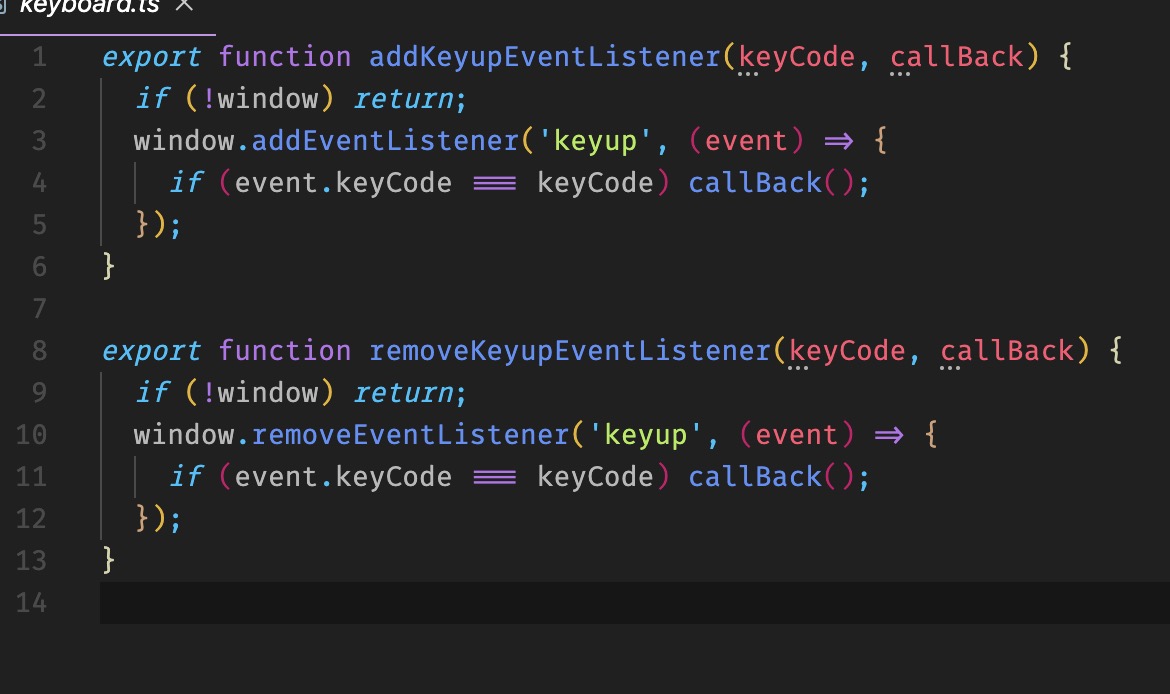 keyboard.ts ×
1 export function addKeyupEventListener(keyCode, callBack) {
2   if (!window) return;
3   window.addEventListener('keyup', (event) => {
4     if (event.keyCode === keyCode) callBack();
5   });
6 }
7
8 export function removeKeyupEventListener(keyCode, callBack) {
9   if (!window) return;
10   window.removeEventListener('keyup', (event) => {
11     if (event.keyCode === keyCode) callBack();
12   });
13 }
14